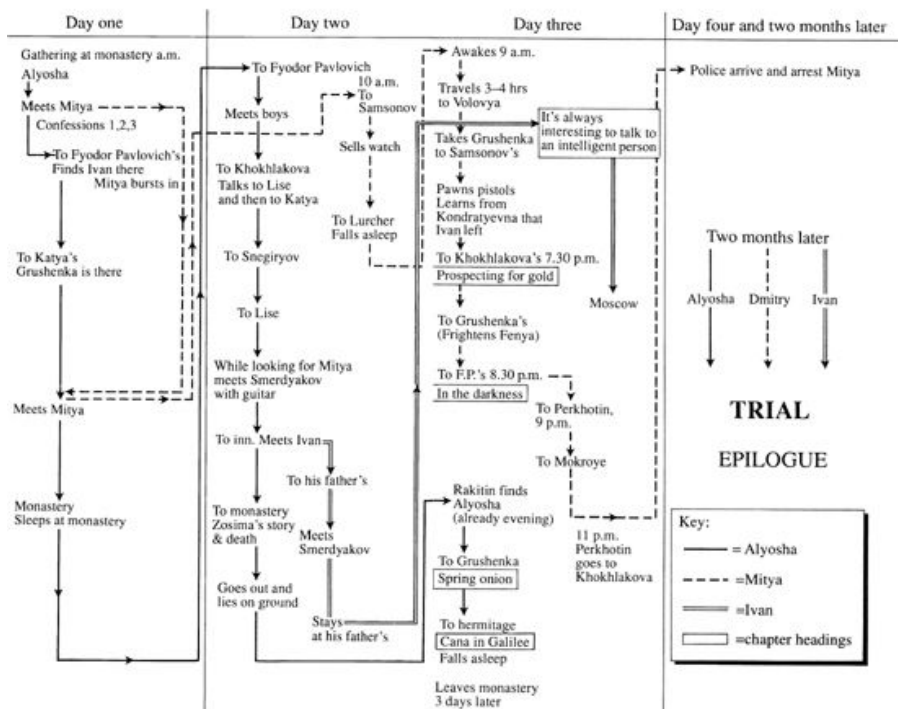 Day one
Gathering at monastery a.m.
Alyosha
Meets Mitya
Confessions 1,2,3
To Fyodor Pavlovich's
Finds Ivan there
Mitya bursts in
To Katya's
Grushenka is there
Meets Mitya
Monastery
Sleeps at monastery
Day two
To Fyodor Pavlovich
Meets boys
To Khokhlakova
Talks to Lise
and then to Katya
To Snegiryov
To Lise
While looking for Mitya
meets Smerdyakov
with guitar
To inn. Meets Ivan
To monastery
Zosima's story
& death
Goes out and
lies on ground
10 a.m.
To
Samsonov
Sells watch
To Lurcher
Falls asleep
To his father's
Meets
Smerdyakov
Stays
at his father's
Day three
Awakes 9 a.m.
Travels 3–4 hrs
to Volovya
Takes Grushenka
to Samsonov's
Pawns pistols
Learns from
Kondratyevna that
Ivan left
To Khokhlakova's 7.30 p.m.
Prospecting for gold
To Grushenka's
(Frightens Fenya)
To F.P.'s 8.30 p.m.
In the darkness
To Perkhotin,
9 p.m.
To Mokroye
11 p.m.
Perkhotin
goes to
Khokhlakova
It's always
interesting to talk to
an intelligent person
Moscow
Rakitin finds
Alyosha
(already evening)
To Grushenka
Spring onion
To hermitage
Cana in Galilee
Falls asleep
Leaves monastery
3 days later
Day four and two months later
Police arrive and arrest Mitya
Two months later
Alyosha Dmitry Ivan
TRIAL
EPILOGUE
Key:
= Alyosha
=Mitya
=Ivan
=chapter headings